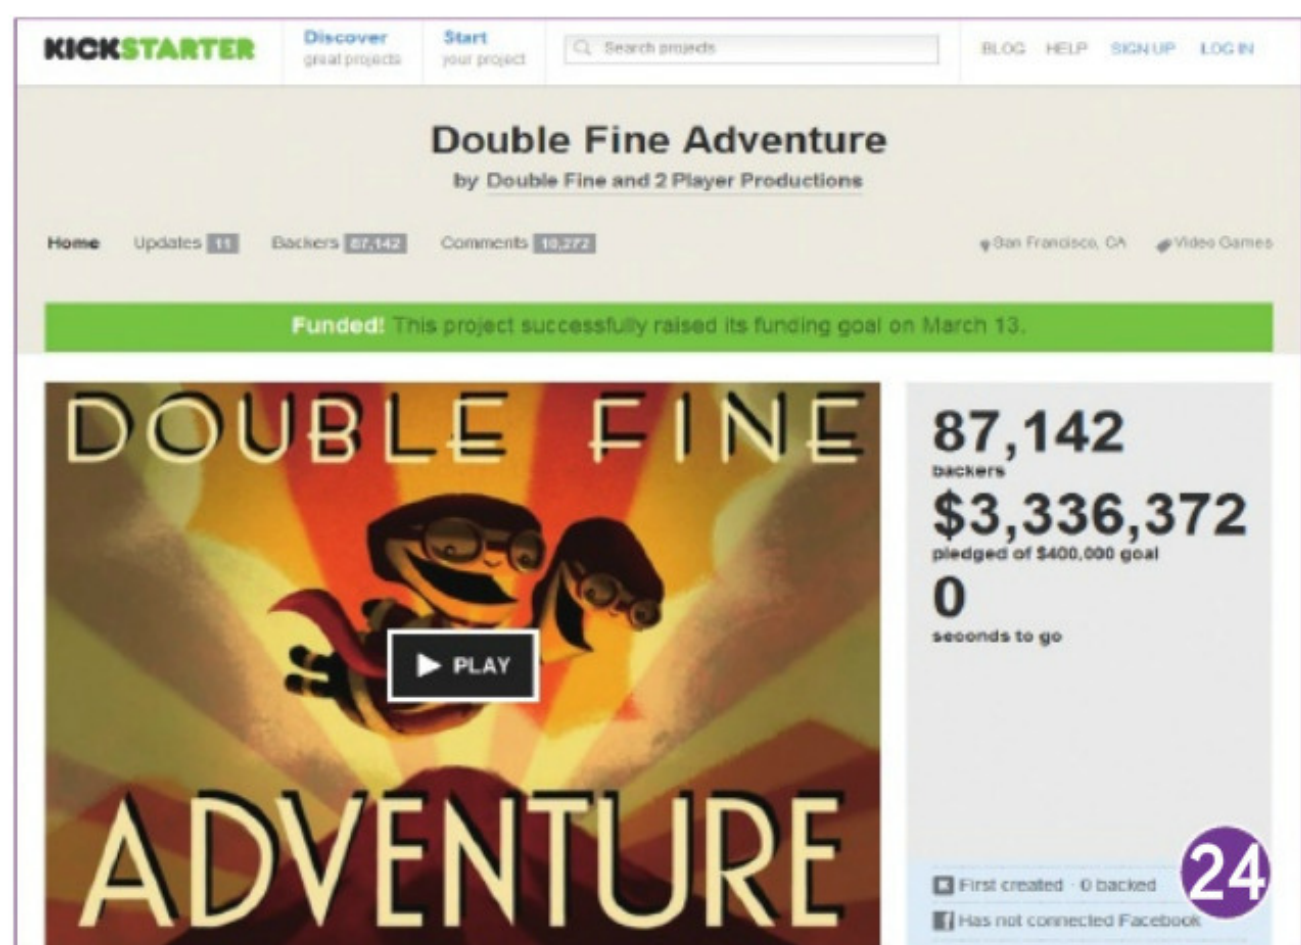 KICKSTARTER
Discover
great projects
Start
your project
Search projects
BLOG HELP SIGN UP LOG IN
Double Fine Adventure
by Double Fine and 2 Player Productions
Home Updates 11 Backers 87,142 Comments 10,272
San Francisco, CA Video Games
Funded! This project successfully raised its funding goal on March 13.
DOUBLE FINE
PLAY
ADVENTURE
87,142
backers
$3,336,372
pledged of $400,000 goal
0
seconds to go
First created · 0 backed
Has not connected Facebook
24